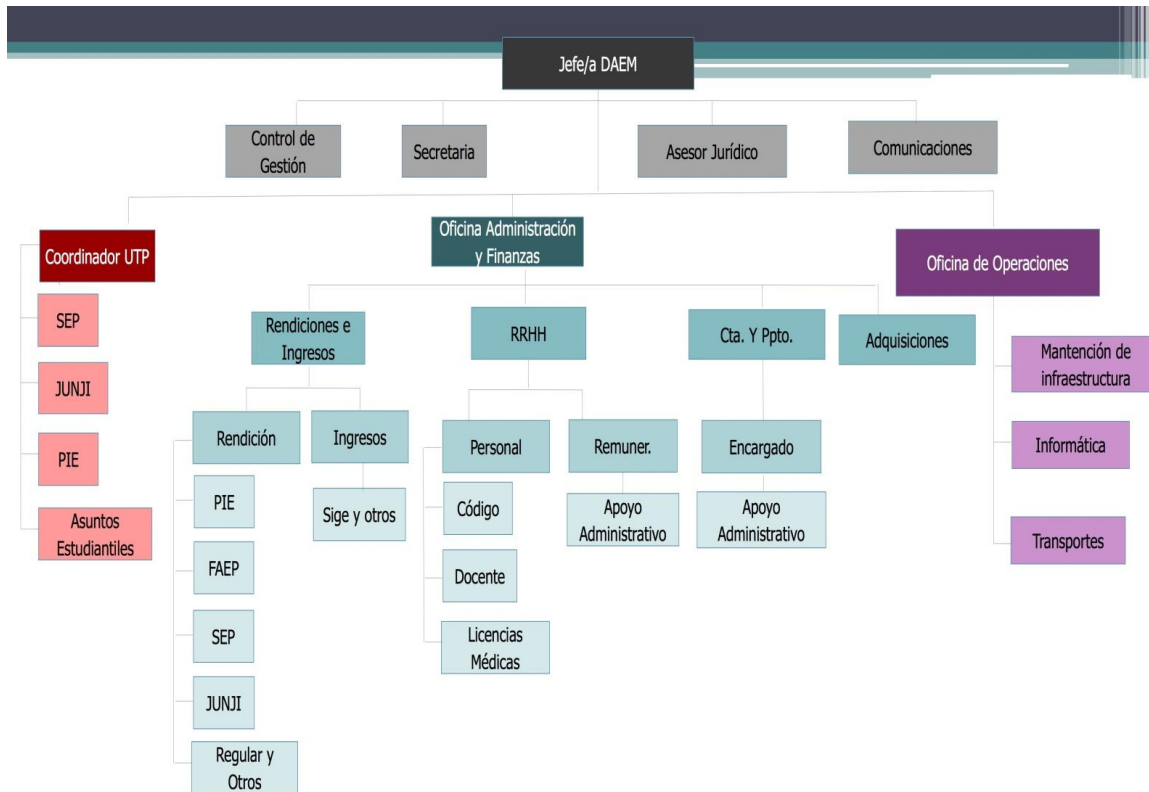 Jefe/a DAEM
Control de
Gestión
Secretaria
Asesor Jurídico
Comunicaciones
Coordinador UTP
Oficina Administración
y Finanzas
Oficina de Operaciones
SEP
JUNJI
PIE
Asuntos
Estudiantiles
Rendiciones e
Ingresos
RRHH
Cta. Y Ppto.
Adquisiciones
Rendición
Ingresos
Personal
Remuner.
Encargado
PIE
FAEP
SEP
JUNJI
Regular y
Otros
Sige y otros
Código
Docente
Licencias
Médicas
Apoyo
Administrativo
Apoyo
Administrativo
Mantención de
infraestructura
Informática
Transportes